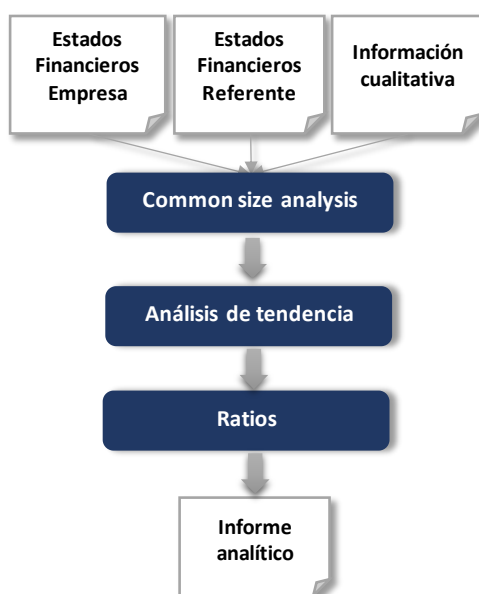 Estados
Financieros
Empresa
Estados
Financieros
Referente
Información
cualitativa
Common size analysis
Análisis de tendencia
Ratios
Informe
analítico